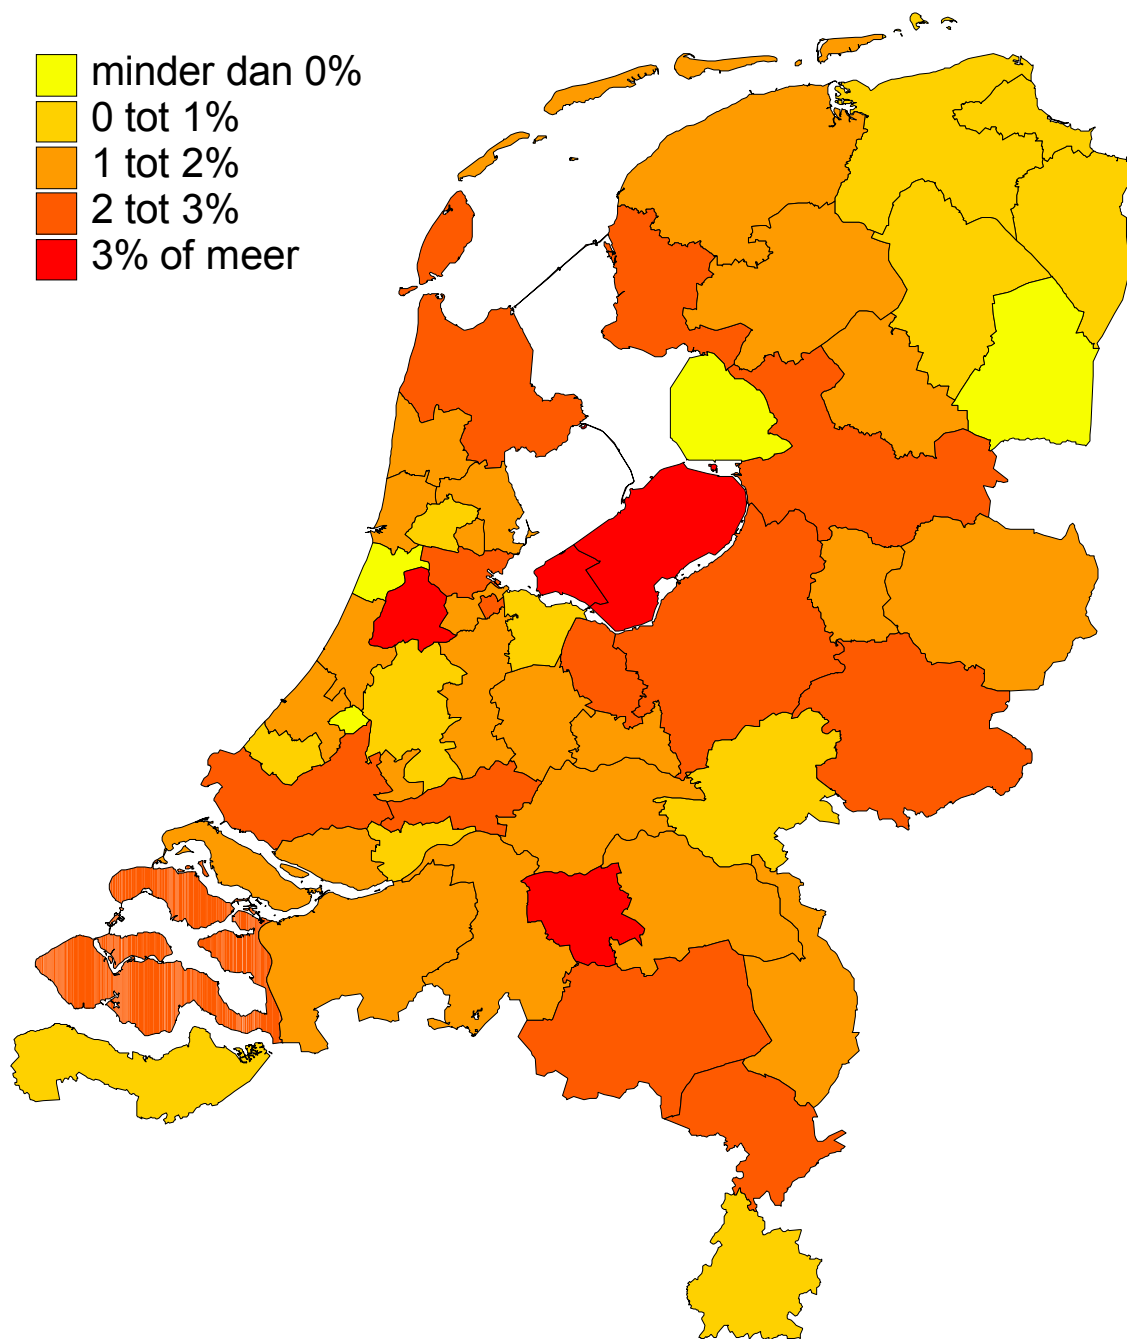 minder dan 0%
0 tot 1%
1 tot 2%
2 tot 3%
3% of meer